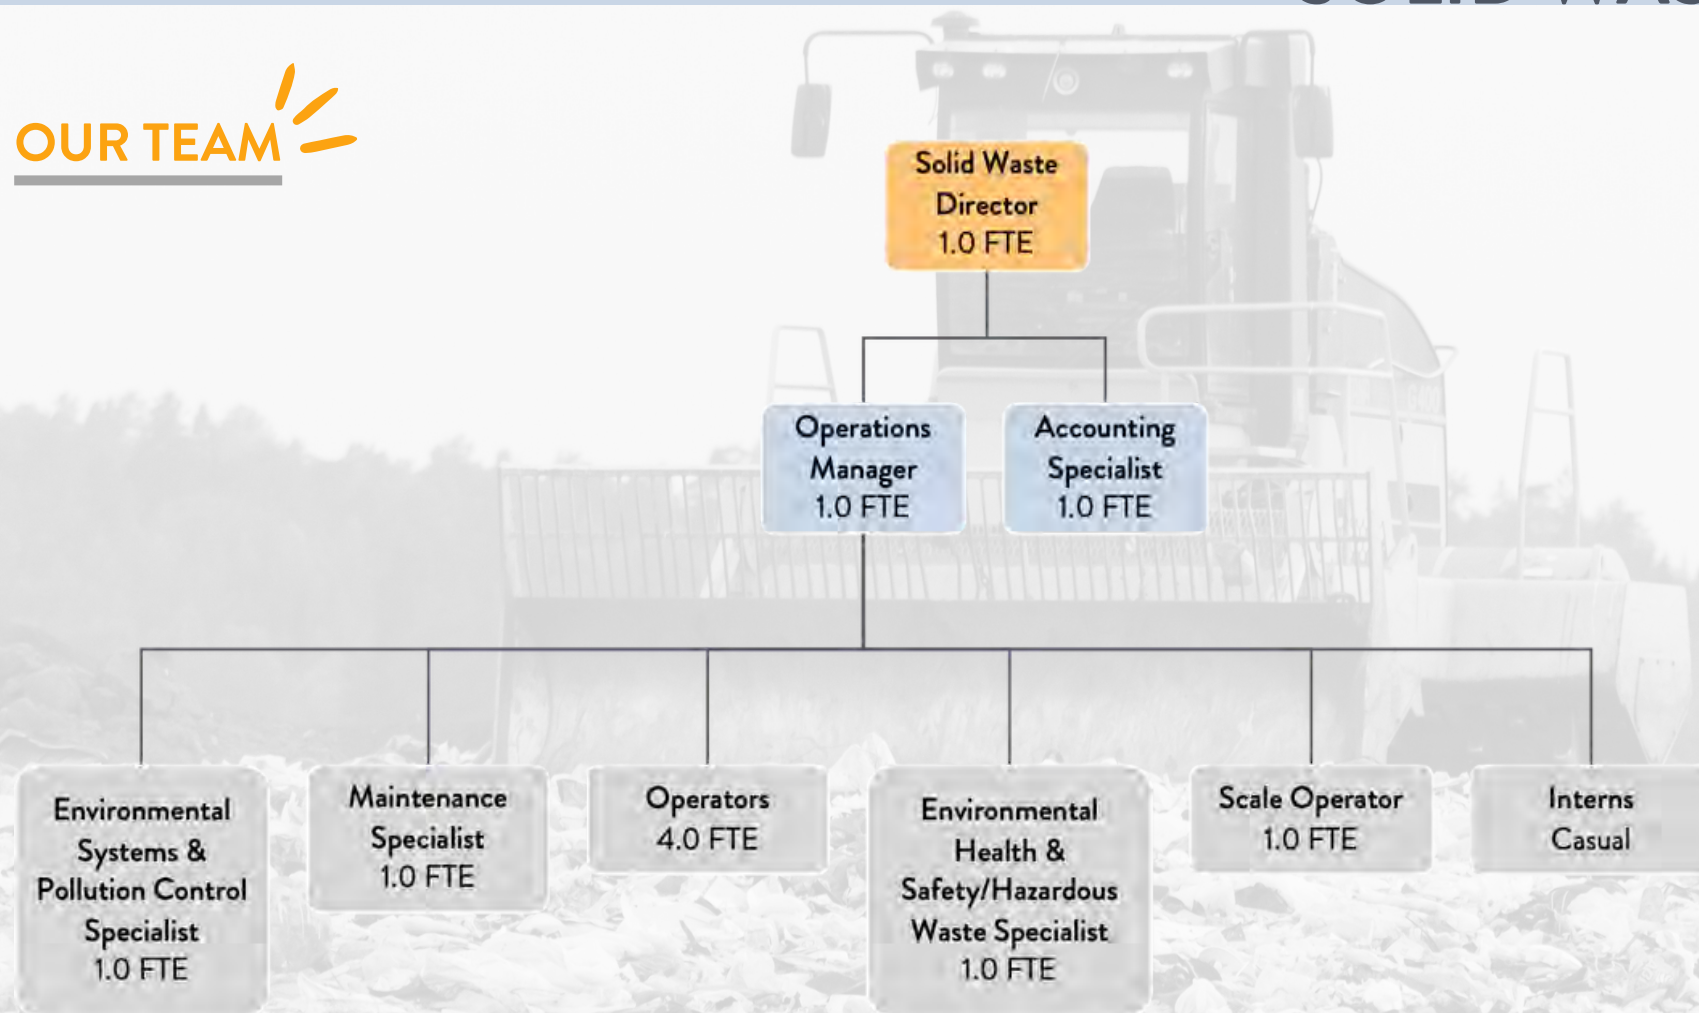 OUR TEAM
Solid Waste
Director
1.0 FTE
Operations
Manager
1.0 FTE
Accounting
Specialist
1.0 FTE
Environmental
Systems &
Pollution Control
Specialist
1.0 FTE
Maintenance
Specialist
1.0 FTE
Operators
4.0 FTE
Environmental
Health &
Safety/Hazardous
Waste Specialist
1.0 FTE
Scale Operator
1.0 FTE
Interns
Casual